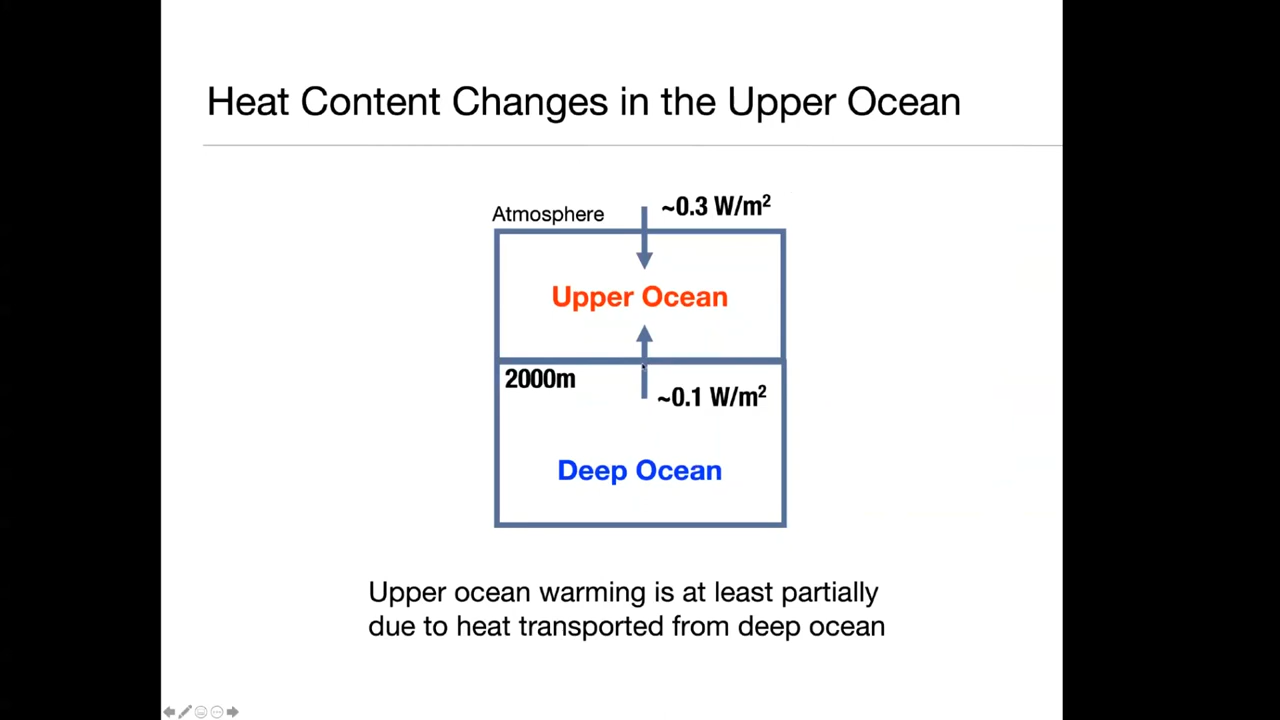 Heat Content Changes in the Upper Ocean
Atmosphere
~0.3 W/m²
Upper Ocean
2000m
~0.1 W/m²
Deep Ocean
Upper ocean warming is at least partially
due to heat transported from deep ocean